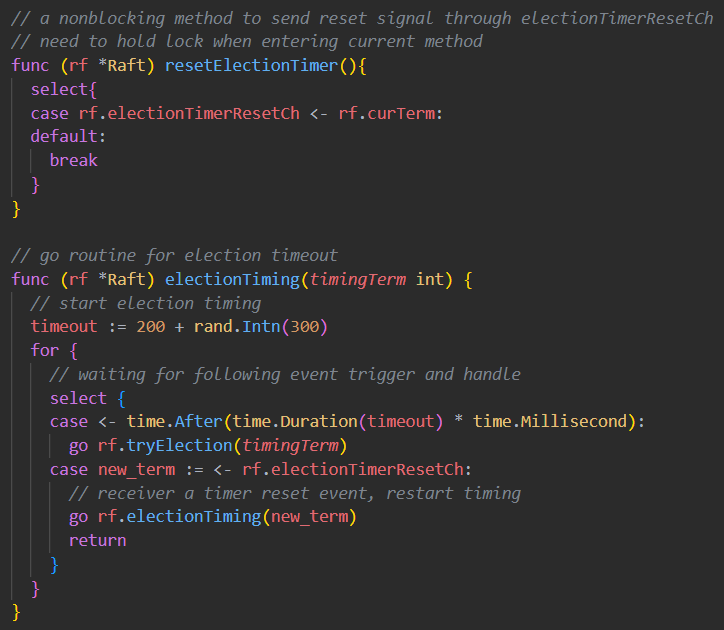 // a nonblocking method to send reset signal through electionTimerResetCh
// need to hold lock when entering current method
func (rf *Raft) resetElectionTimer(){
  select{
  case rf.electionTimerResetCh <- rf.curTerm:
  default:
    break
  }
}

// go routine for election timeout
func (rf *Raft) electionTiming(timingTerm int) {
  // start election timing
  timeout := 200 + rand.Intn(300)
  for {
    // waiting for following event trigger and handle
    select {
    case <- time.After(time.Duration(timeout) * time.Millisecond):
      go rf.tryElection(timingTerm)
    case new_term := <- rf.electionTimerResetCh:
      // receiver a timer reset event, restart timing
      go rf.electionTiming(new_term)
      return
    }
  }
}